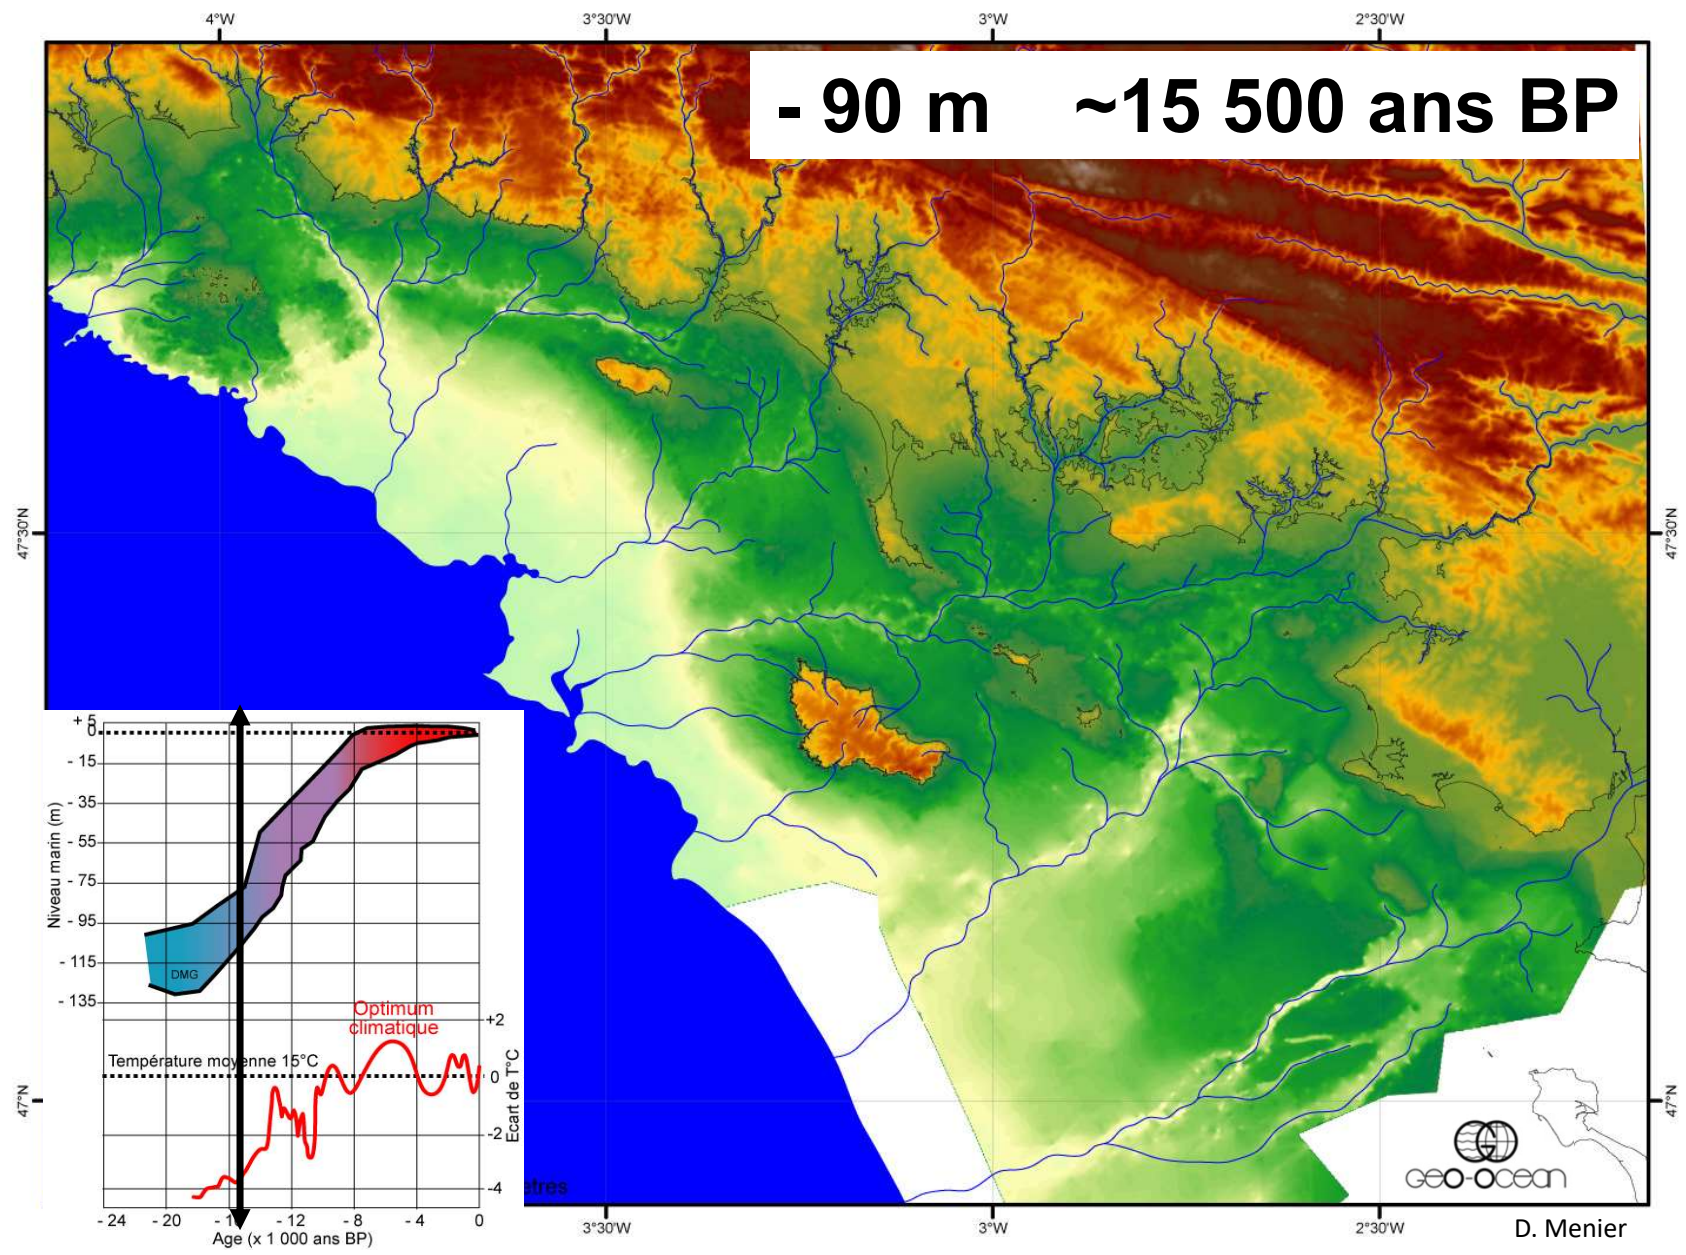 4°W 3°30'W 3°W 2°30'W
- 90 m ~15 500 ans BP
47°30'N 47°30'N
+ 5
0
- 15
- 35
- 55
- 75
- 95
- 115
- 135
Niveau marin (m)
DMG
Optimum
climatique
+2
Température moyenne 15°C
0
-2
-4
Ecart de T°C
- 24 - 20 - 12 - 8 - 4 0
Age (x 1 000 ans BP)
47°N 47°N
GEO-OCEAN
3°30'W 3°W 2°30'W
D. Menier